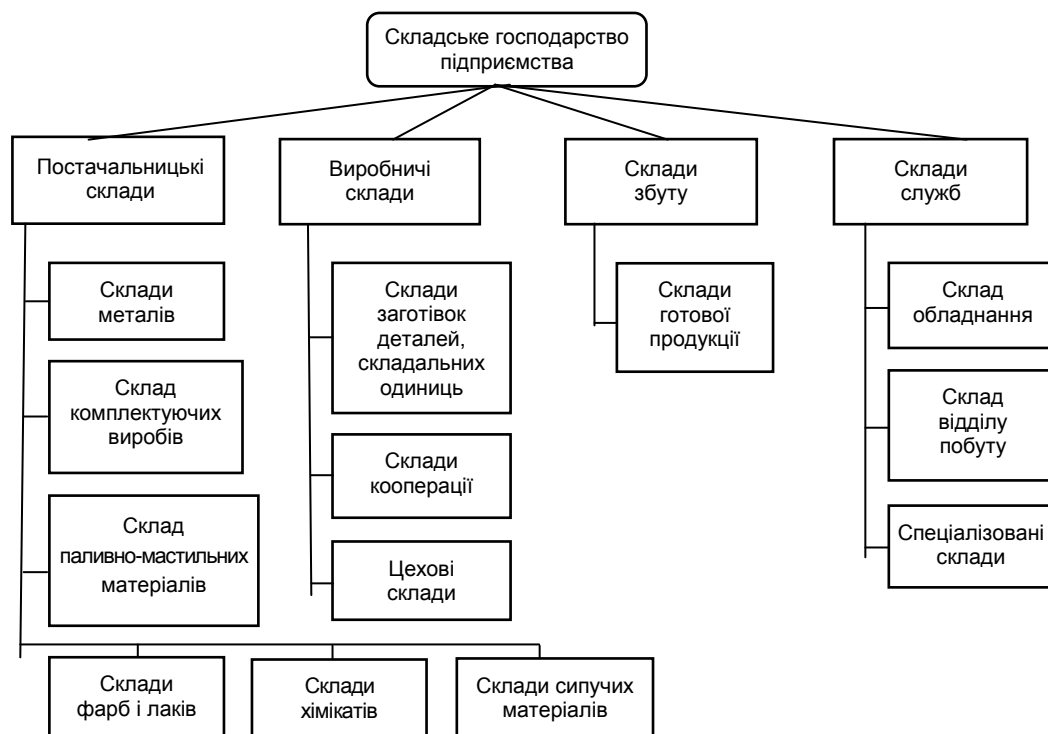 Складське господарство
підприємства
Постачальницькі
склади
Виробничі
склади
Склади
збуту
Склади
служб
Склади
металів
Склад
комплектуючих
виробів
Склад
паливно-мастильних
матеріалів
Склади
фарб і лаків
Склади
хімікатів
Склади сипучих
матеріалів
Склади
заготівок
деталей,
складальних
одиниць
Склади
кооперації
Цехові
склади
Склади
готової
продукції
Склад
обладнання
Склад
відділу
побуту
Спеціалізовані
склади